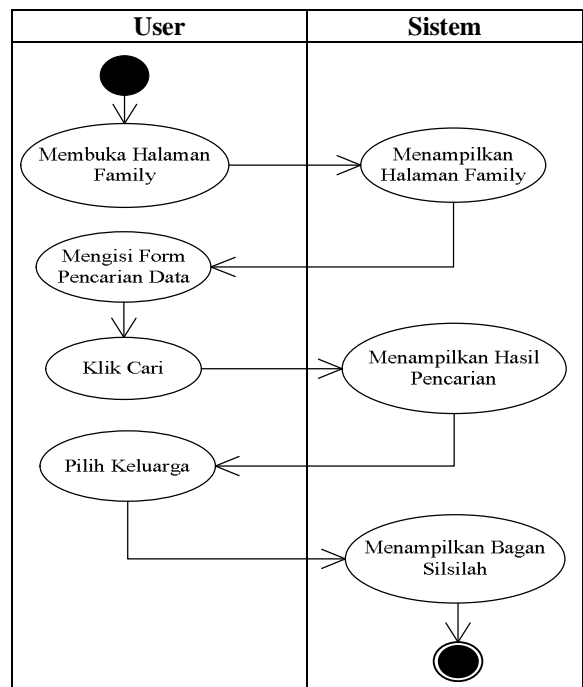 User
Sistem
Membuka Halaman
Family
Menampilkan
Halaman Family
Mengisi Form
Pencarian Data
Klik Cari
Menampilkan Hasil
Pencarian
Pilih Keluarga
Menampilkan Bagan
Silsilah